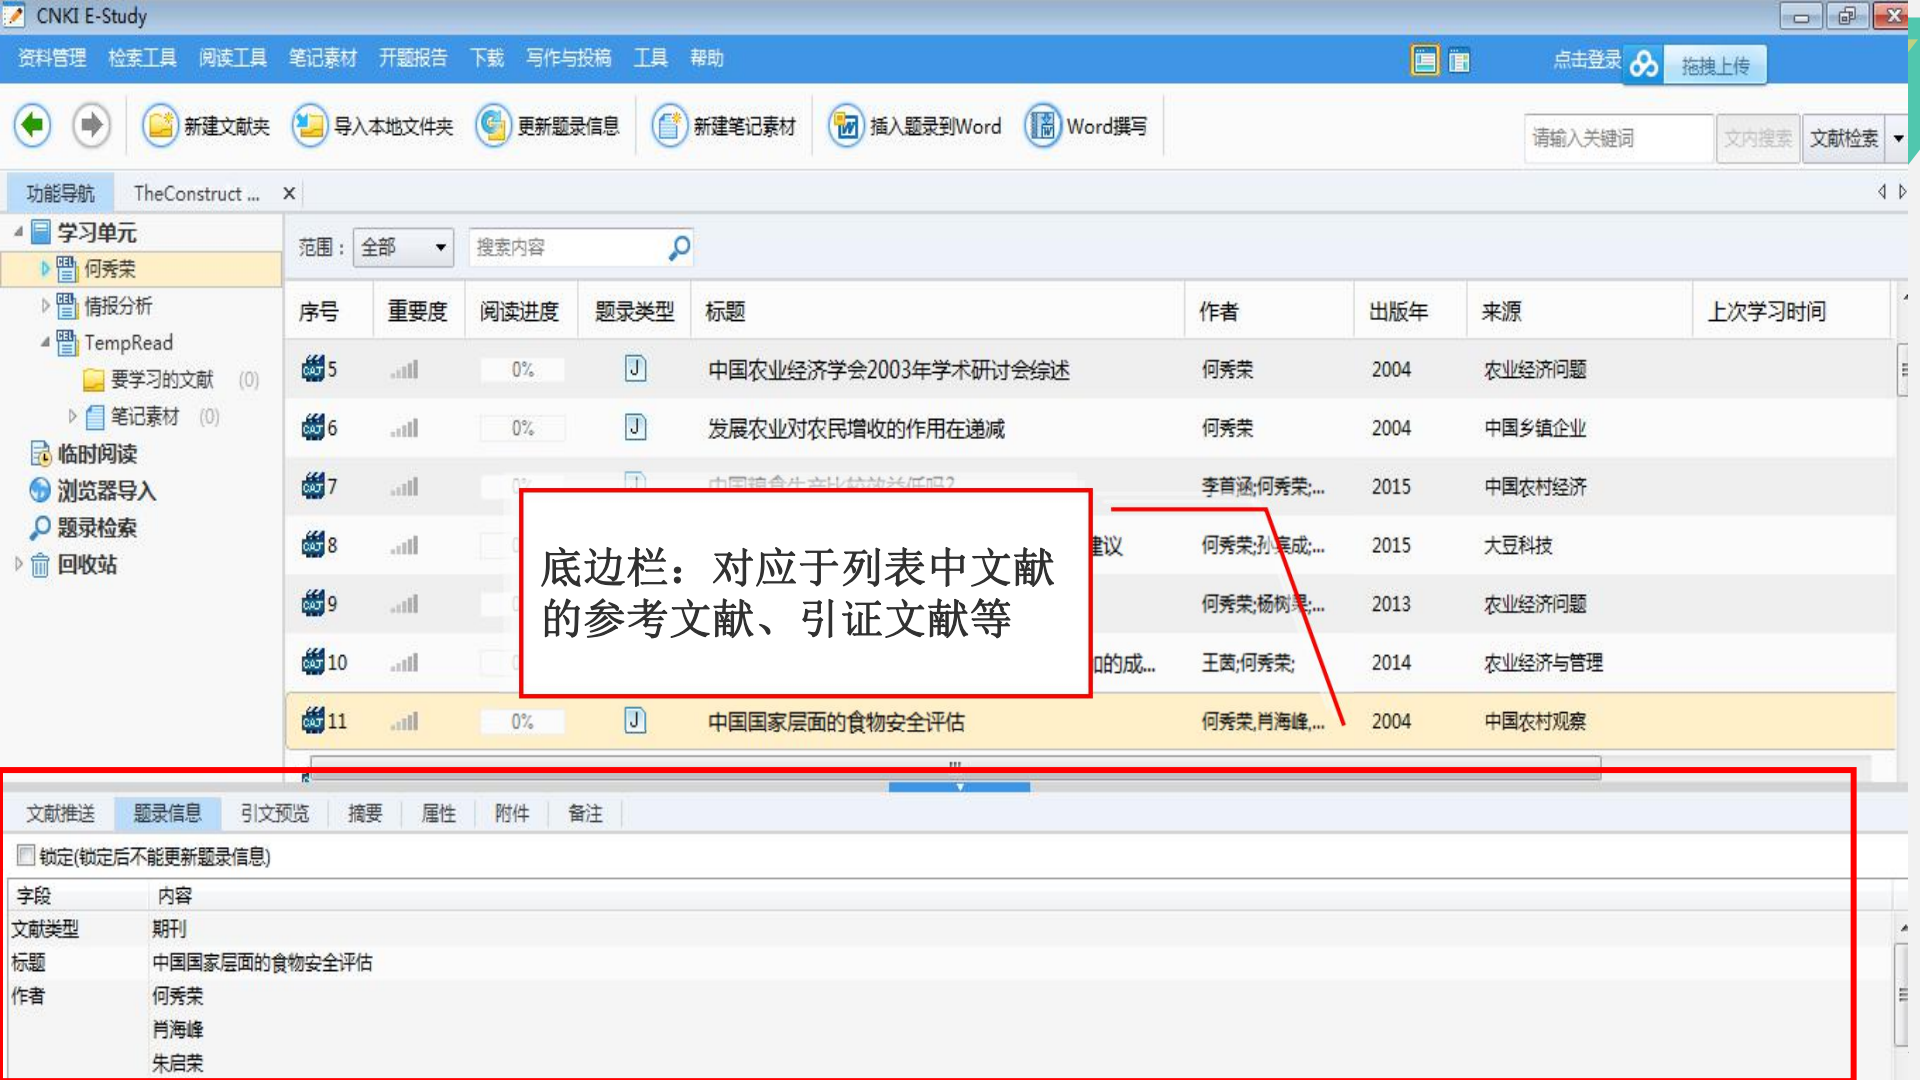 CNKI E-Study
资料管理 检索工具 阅读工具 笔记素材 开题报告 下载 写作与投稿 工具 帮助 点击登录 拖拽上传
新建文献夹 导入本地文件夹 更新题录信息 新建笔记素材 插入题录到Word Word撰写 请输入关键词 文内搜索 文献检索
功能导航 TheConstruct ...
学习单元
何秀荣
情报分析
TempRead
要学习的文献 (0)
笔记素材 (0)
临时阅读
浏览器导入
题录检索
回收站
范围： 全部 搜索内容
序号 重要度 阅读进度 题录类型 标题 作者 出版年 来源 上次学习时间
5 0% J 中国农业经济学会2003年学术研讨会综述 何秀荣 2004 农业经济问题
6 0% J 发展农业对农民增收的作用在递减 何秀荣 2004 中国乡镇企业
7 中国粮食生产比较效益低吗? 李首涵;何秀荣;... 2015 中国农村经济
8 建议 何秀荣;孙宾成;... 2015 大豆科技
9 何秀荣;杨树果;... 2013 农业经济问题
10 的成... 王茵;何秀荣; 2014 农业经济与管理
11 0% J 中国国家层面的食物安全评估 何秀荣,肖海峰,... 2004 中国农村观察
底边栏：对应于列表中文献
的参考文献、引证文献等
文献推送 题录信息 引文预览 摘要 属性 附件 备注
锁定(锁定后不能更新题录信息)
字段 内容
文献类型 期刊
标题 中国国家层面的食物安全评估
作者 何秀荣
肖海峰
朱启荣